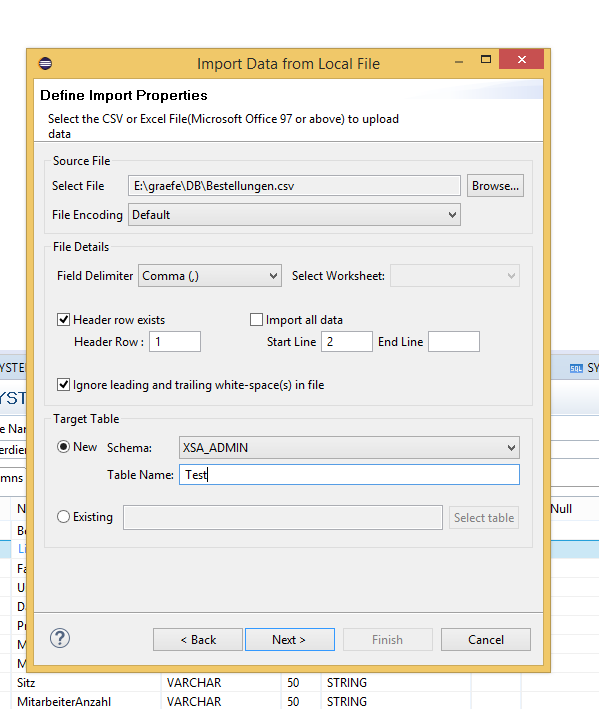 Import Data from Local File
Define Import Properties
Select the CSV or Excel File(Microsoft Office 97 or above) to upload
data
Source File
Select File E:\graefe\DB\Bestellungen.csv Browse...
File Encoding Default
File Details
Field Delimiter Comma (,) Select Worksheet:
Header row exists Import all data
Header Row : 1 Start Line 2 End Line
Ignore leading and trailing white-space(s) in file
Target Table
New Schema: XSA_ADMIN
Table Name: Test
Existing Select table
< Back Next > Finish Cancel
SQL SY
Null
Sitz VARCHAR 50 STRING
MitarbeiterAnzahl VARCHAR 50 STRING